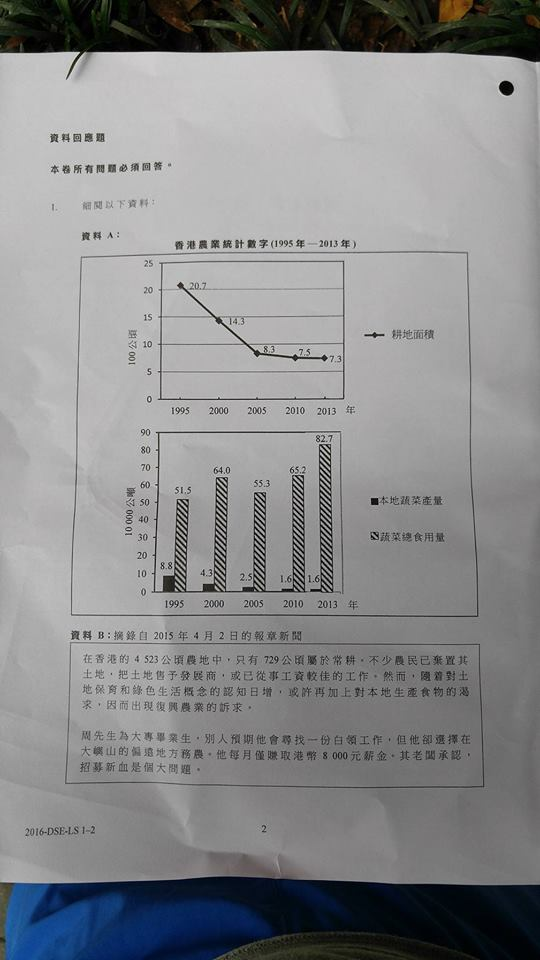 資料回應題
本卷所有問題必須回答。
1. 細閱以下資料：
資料 A：
香港農業統計數字(1995 年—2013 年)
25
20
15
10
5
0
100 公頃
20.7
14.3
8.3
7.5
7.3
1995 2000 2005 2010 2013 年
耕地面積
90
80
70
60
50
40
30
20
10
0
10 000 公噸
8.8 51.5
4.3 64.0
2.5 55.3
1.6 65.2
1.6 82.7
1995 2000 2005 2010 2013 年
本地蔬菜產量
蔬菜總食用量
資料 B：摘錄自 2015 年 4 月 2 日的報章新聞
在香港的 4 523 公頃農地中，只有 729 公頃屬於常耕。不少農民已棄置其
土地，把土地售予發展商，或已從事工資較佳的工作。然而，隨着對土
地保育和綠色生活概念的認知日增，或許再加上對本地生產食物的渴
求，因而出現復興農業的訴求。
周先生為大專畢業生，別人預期他會尋找一份白領工作，但他卻選擇在
大嶼山的偏遠地方務農。他每月僅賺取港幣 8 000 元薪金。其老闆承認，
招募新血是個大問題。
2016-DSE-LS 1–2
2